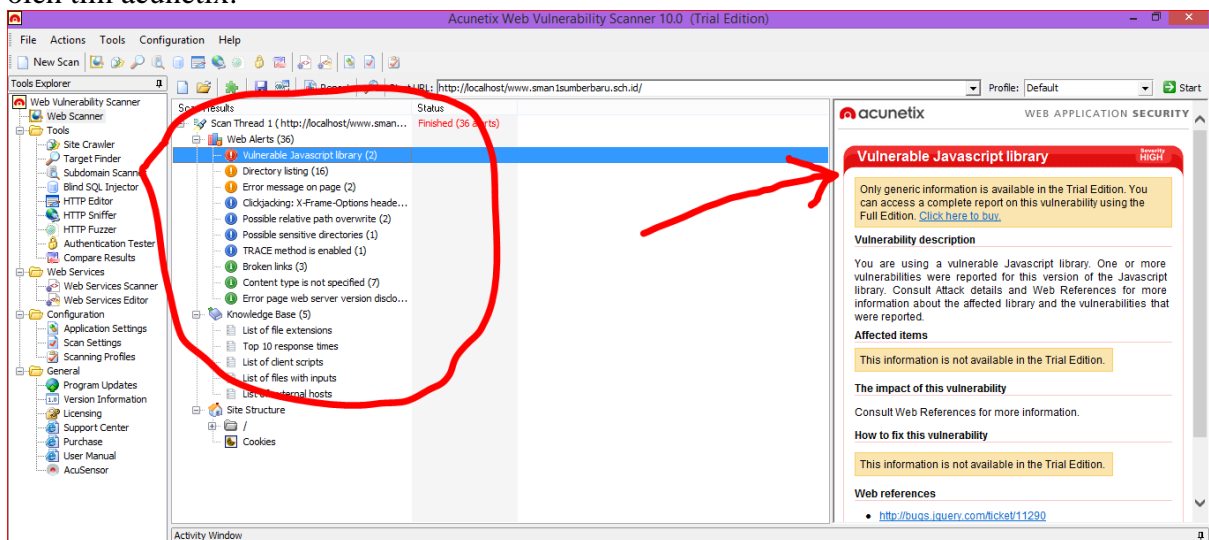 oleh tim acunetix.
Acunetix Web Vulnerability Scanner 10.0 (Trial Edition)
File Actions Tools Configuration Help
New Scan
Report
Start URL: http://localhost/www.sman1sumberbaru.sch.id/
Profile: Default
Start
Tools Explorer
Web Vulnerability Scanner
Web Scanner
Tools
Site Crawler
Target Finder
Subdomain Scanner
Blind SQL Injector
HTTP Editor
HTTP Sniffer
HTTP Fuzzer
Authentication Tester
Compare Results
Web Services
Web Services Scanner
Web Services Editor
Configuration
Application Settings
Scan Settings
Scanning Profiles
General
Program Updates
Version Information
Licensing
Support Center
Purchase
User Manual
AcuSensor
Scan Results
Status
Scan Thread 1 ( http://localhost/www.sman...
Finished (36 alerts)
Web Alerts (36)
Vulnerable Javascript library (2)
Directory listing (16)
Error message on page (2)
Clickjacking: X-Frame-Options heade...
Possible relative path overwrite (2)
Possible sensitive directories (1)
TRACE method is enabled (1)
Broken links (3)
Content type is not specified (7)
Error page web server version disclo...
Knowledge Base (5)
List of file extensions
Top 10 response times
List of client scripts
List of files with inputs
List of external hosts
Site Structure
/
Cookies
acunetix
WEB APPLICATION SECURITY
Vulnerable Javascript library
Severity
HIGH
Only generic information is available in the Trial Edition. You
can access a complete report on this vulnerability using the
Full Edition. Click here to buy.
Vulnerability description
You are using a vulnerable Javascript library. One or more
vulnerabilities were reported for this version of the Javascript
library. Consult Attack details and Web References for more
information about the affected library and the vulnerabilities that
were reported.
Affected items
This information is not available in the Trial Edition.
The impact of this vulnerability
Consult Web References for more information.
How to fix this vulnerability
This information is not available in the Trial Edition.
Web references
http://bugs.jquery.com/ticket/11290
Activity Window